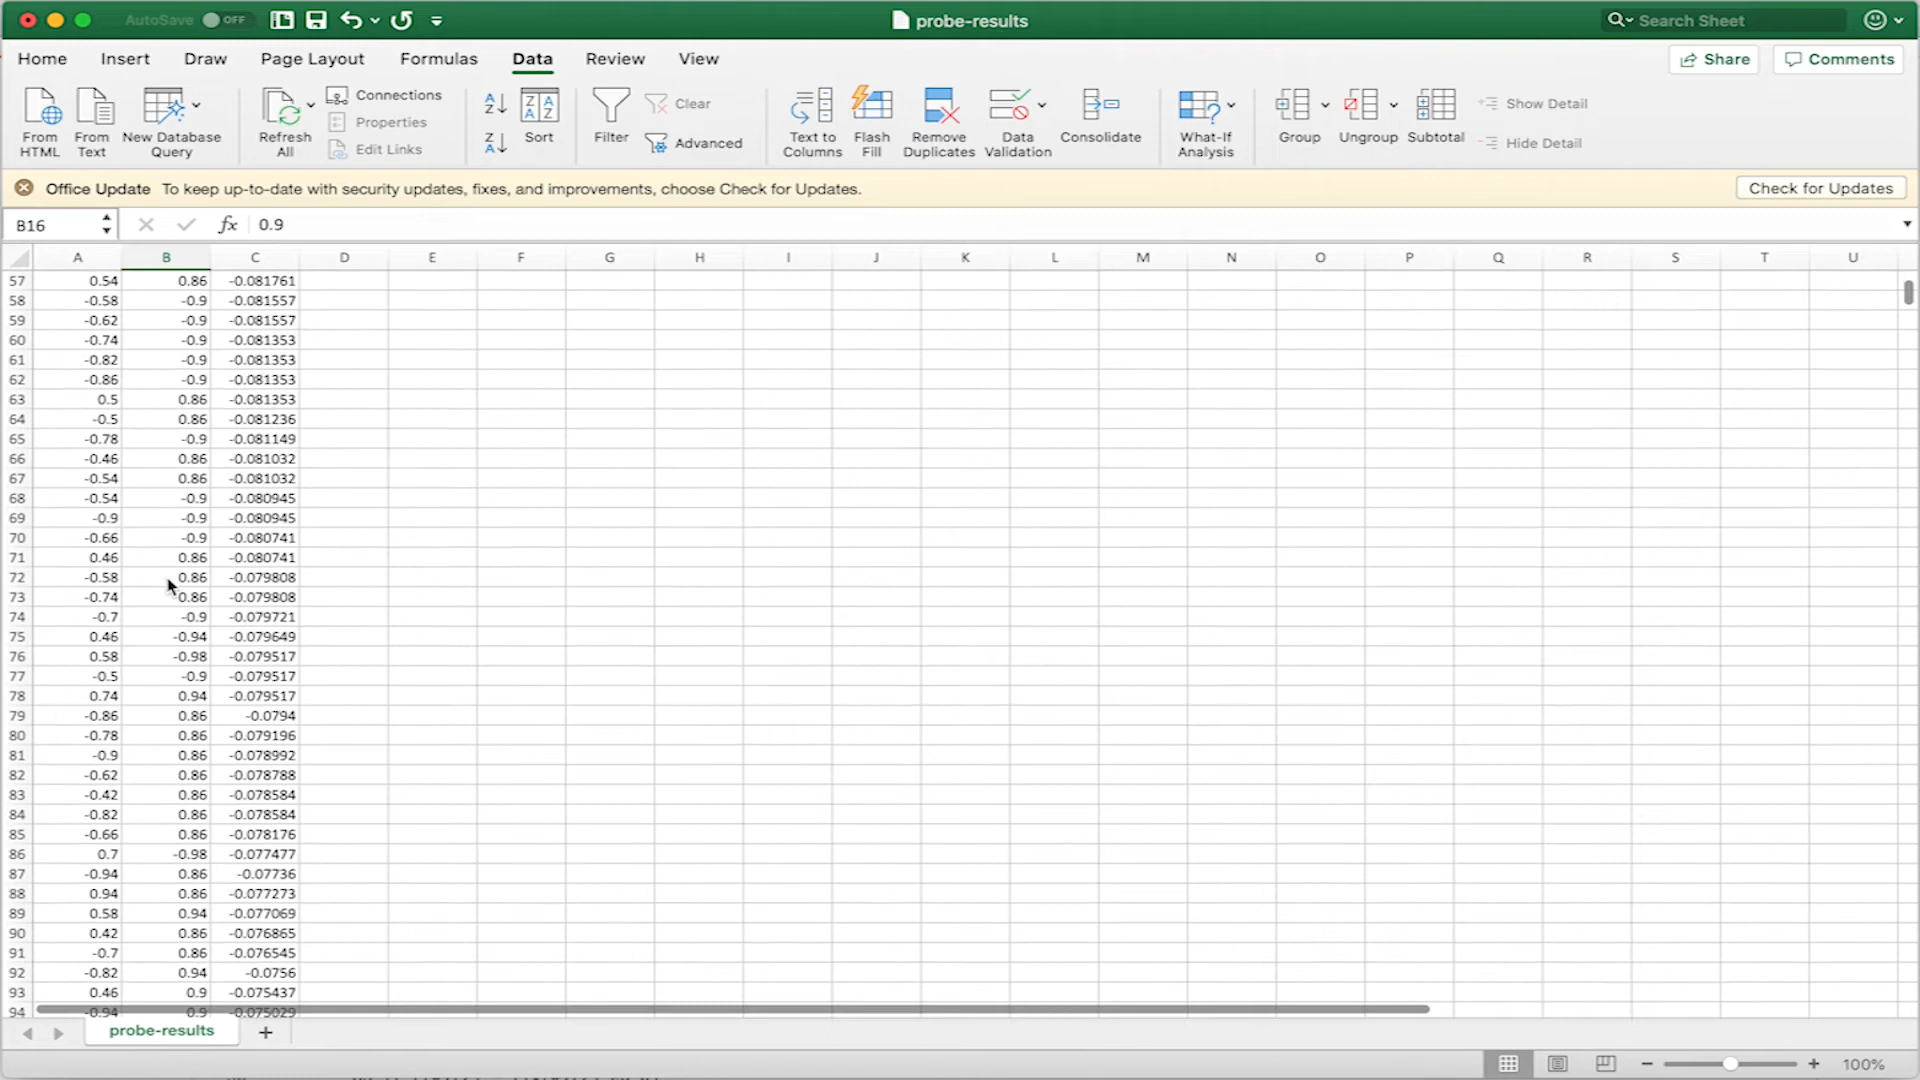 AutoSave OFF probe-results Search Sheet
Home Insert Draw Page Layout Formulas Data Review View Share Comments
From HTML
From Text
New Database Query
Refresh All
Connections
Properties
Edit Links
Sort
Filter
Clear
Advanced
Text to Columns
Flash Fill
Remove Duplicates
Data Validation
Consolidate
What-If Analysis
Group
Ungroup
Subtotal
Show Detail
Hide Detail
Office Update To keep up-to-date with security updates, fixes, and improvements, choose Check for Updates. Check for Updates
B16 fx 0.9
A B C D E F G H I J K L M N O P Q R S T U
57 0.54 0.86 -0.081761
58 -0.58 -0.9 -0.081557
59 -0.62 -0.9 -0.081557
60 -0.74 -0.9 -0.081353
61 -0.82 -0.9 -0.081353
62 -0.86 -0.9 -0.081353
63 0.5 0.86 -0.081353
64 -0.5 0.86 -0.081236
65 -0.78 -0.9 -0.081149
66 -0.46 0.86 -0.081032
67 -0.54 0.86 -0.081032
68 -0.54 -0.9 -0.080945
69 -0.9 -0.9 -0.080945
70 -0.66 -0.9 -0.080741
71 0.46 0.86 -0.080741
72 -0.58 0.86 -0.079808
73 -0.74 0.86 -0.079808
74 -0.7 -0.9 -0.079721
75 0.46 -0.94 -0.079649
76 0.58 -0.98 -0.079517
77 -0.5 -0.9 -0.079517
78 0.74 0.94 -0.079517
79 -0.86 0.86 -0.0794
80 -0.78 0.86 -0.079196
81 -0.9 0.86 -0.078992
82 -0.62 0.86 -0.078788
83 -0.42 0.86 -0.078584
84 -0.82 0.86 -0.078584
85 -0.66 0.86 -0.078176
86 0.7 -0.98 -0.077477
87 -0.94 0.86 -0.07736
88 0.94 0.86 -0.077273
89 0.58 0.94 -0.077069
90 0.42 0.86 -0.076865
91 -0.7 0.86 -0.076545
92 -0.82 0.94 -0.0756
93 0.46 0.9 -0.075437
94 -0.94 0.9 -0.075029
probe-results
100%